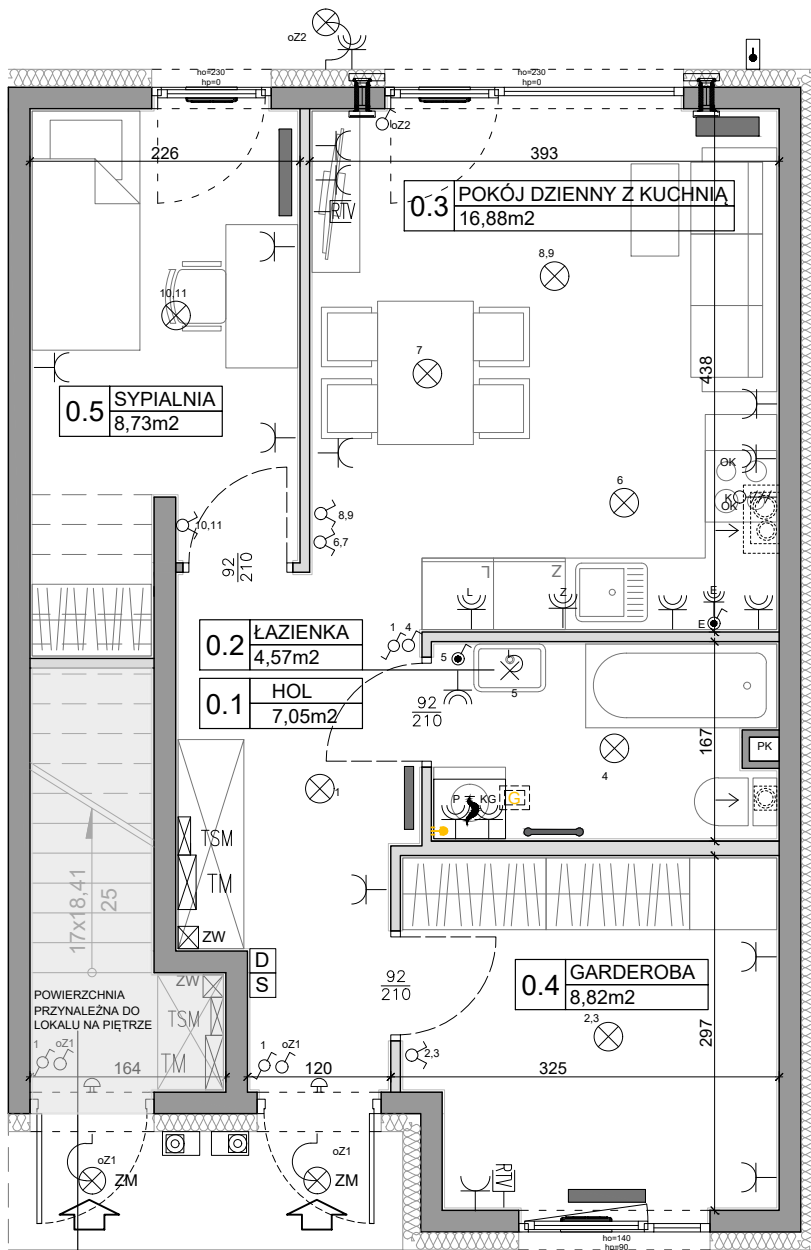 oZ2
ho=230
hp=0
ho=230
hp=0
oZ2
226
393
RTV
0.3
POKÓJ DZIENNY Z KUCHNIĄ
16,88m2
8,9
10,11
7
438
0.5
SYPIALNIA
8,73m2
OK
K
OK
6
10,11
8,9
6,7
92
210
L
Z
L
Z
E
E
0.2
ŁAZIENKA
4,57m2
1
4
5
5
0.1
HOL
7,05m2
92
210
167
PK
4
1
P
KG
G
TSM
TM
ZW
17x18,41
25
D
S
92
210
0.4
GARDEROBA
8,82m2
2,3
297
POWIERZCHNIA
PRZYNALEŻNA DO
LOKALU NA PIĘTRZE
ZW
TSM
TM
1
oZ1
164
1
oZ1
120
2,3
325
oZ1
ZM
oZ1
ZM
RTV
ho=140
hp=90